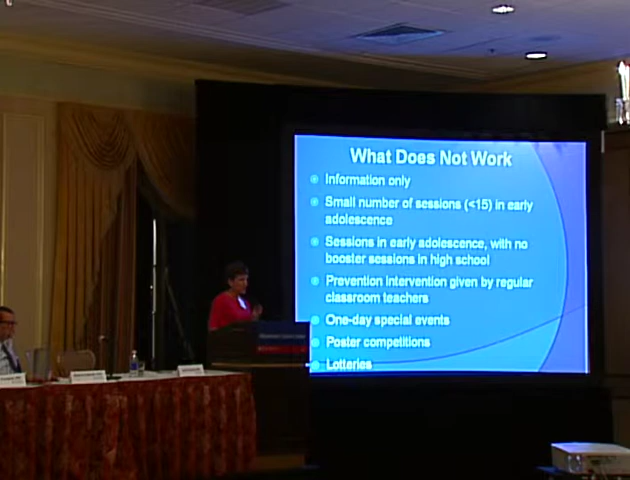 What Does Not Work
Information only
Small number of sessions (<15) in early
adolescence
Sessions in early adolescence, with no
booster sessions in high school
Prevention Intervention given by regular
classroom teachers
One-day special events
Poster competitions
Lotteries